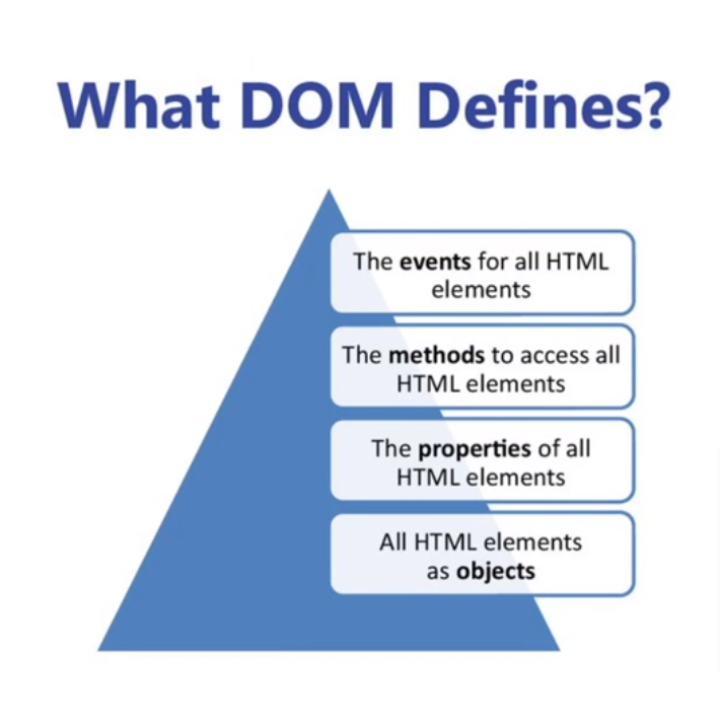 What DOM Defines?
The events for all HTML
elements
The methods to access all
HTML elements
The properties of all
HTML elements
All HTML elements
as objects